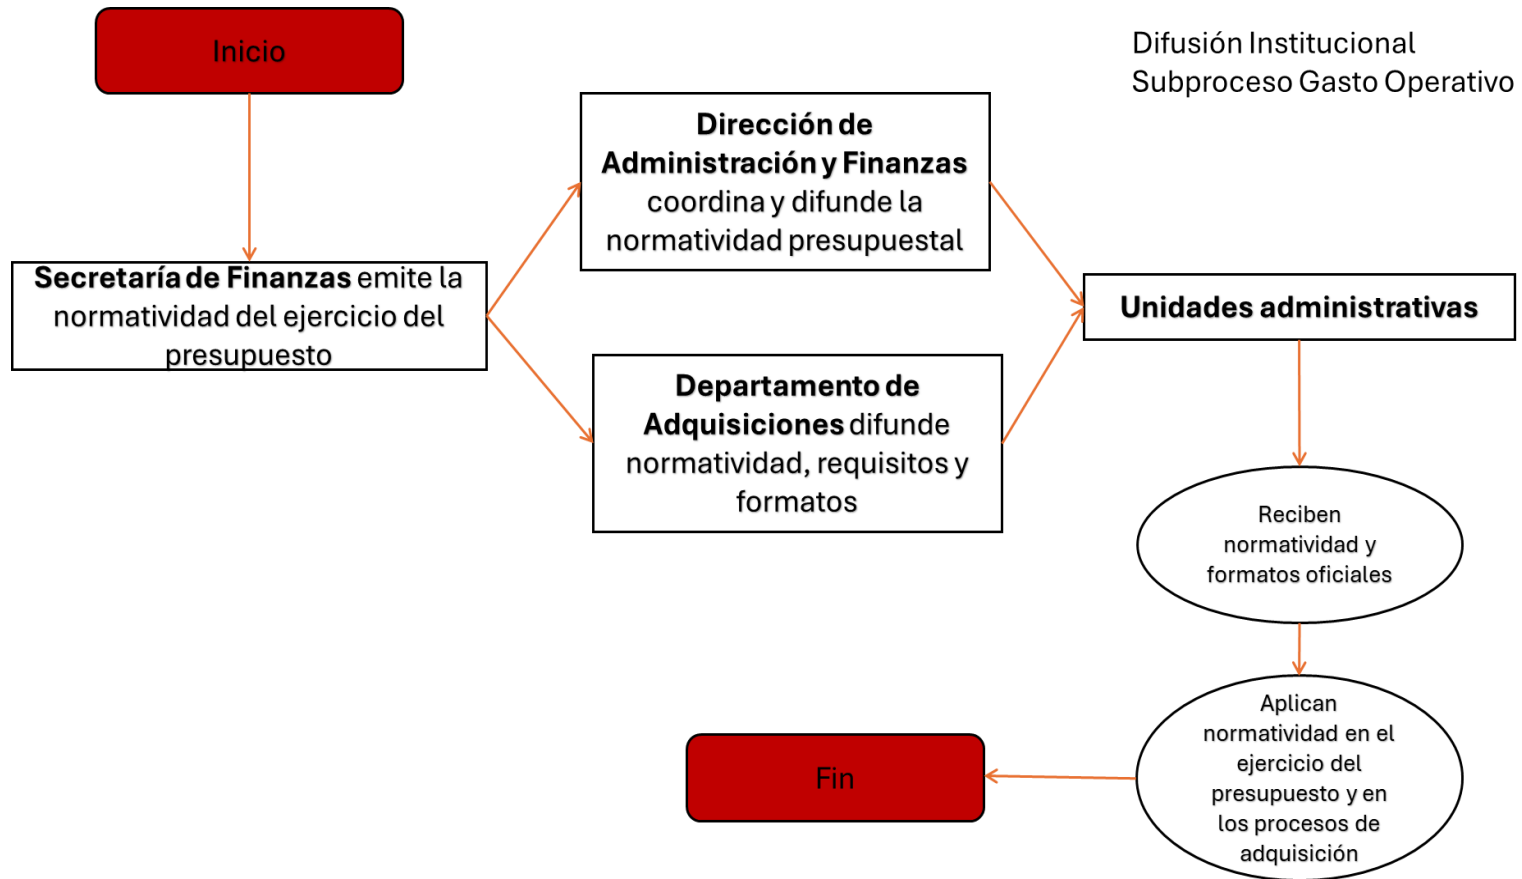 Inicio
Difusión Institucional
Subproceso Gasto Operativo
Dirección de
Administración y Finanzas
coordina y difunde la
normatividad presupuestal
Secretaría de Finanzas emite la
normatividad del ejercicio del
presupuesto
Departamento de
Adquisiciones difunde
normatividad, requisitos y
formatos
Unidades administrativas
Reciben
normatividad y
formatos oficiales
Aplican
normatividad en el
ejercicio del
presupuesto y en
los procesos de
adquisición
Fin